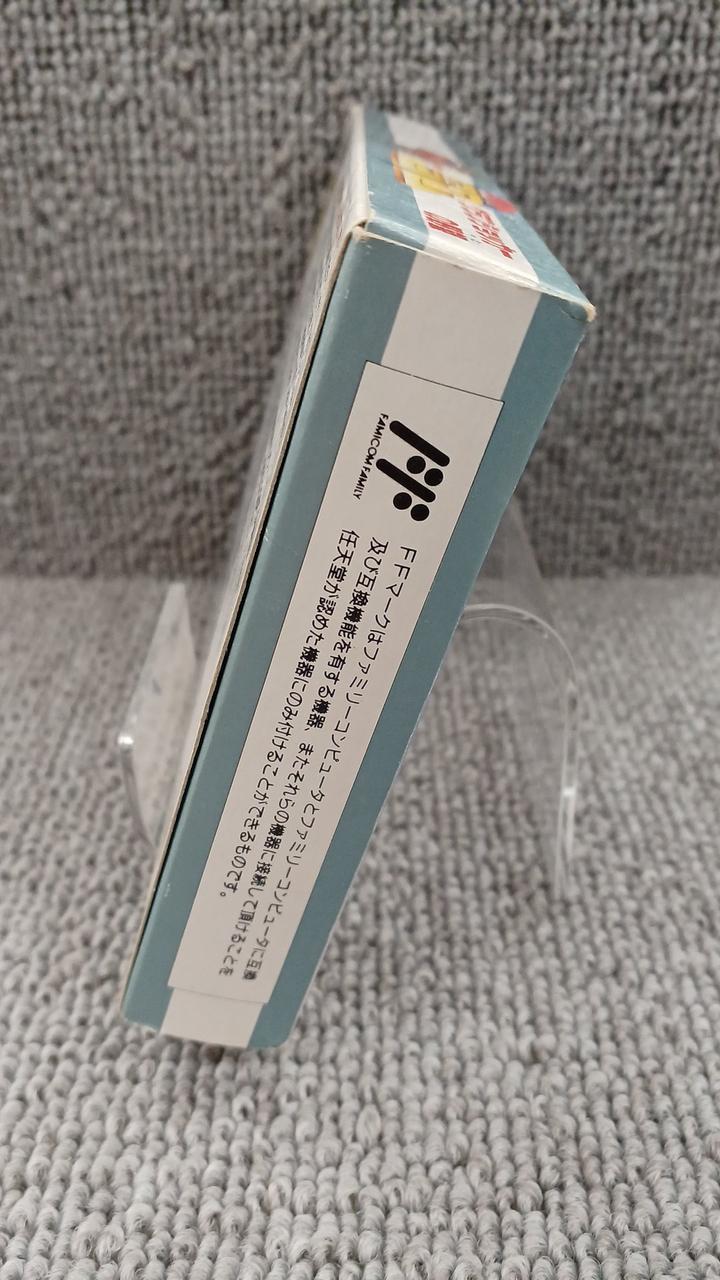 FAMICOM FAMILY
FFマークはファミリーコンピュータとファミリーコンピュータに互換
及び互換機能を有する機器、またそれらの機器に接続して頂けることを
任天堂が認めた機器にのみ付けることができるものです。